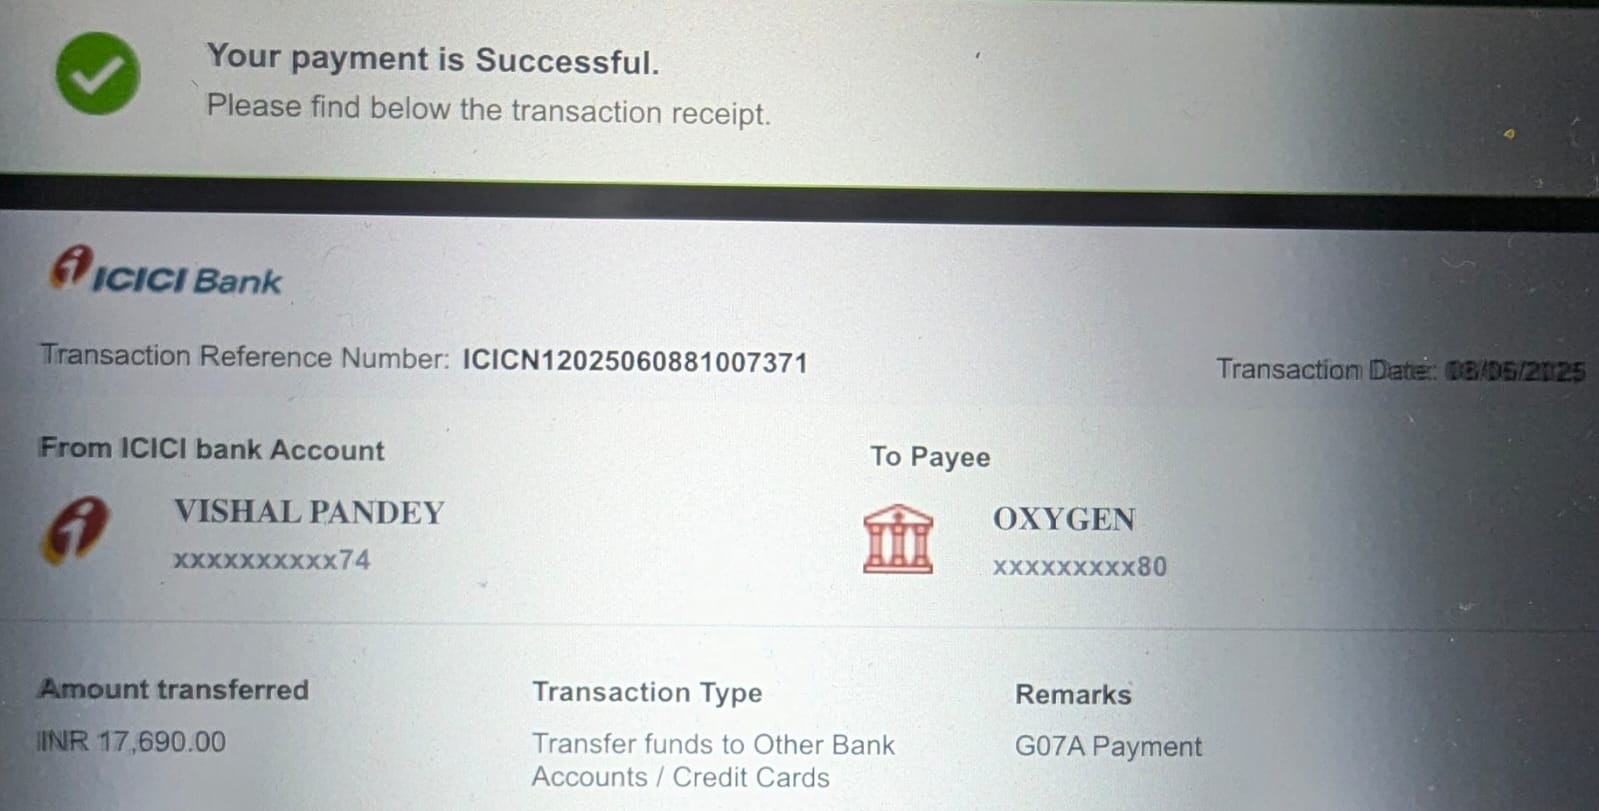 Your payment is Successful.
Please find below the transaction receipt.
ICICI Bank
Transaction Reference Number: ICICN12025060881007371
Transaction Date:
From ICICI bank Account
To Payee
VISHAL PANDEY
xxxxxxxxxx74
OXYGEN
xxxxxxxxx80
Amount transferred
Transaction Type
Remarks
INR 17,690.00
Transfer funds to Other Bank
Accounts / Credit Cards
G07A Payment